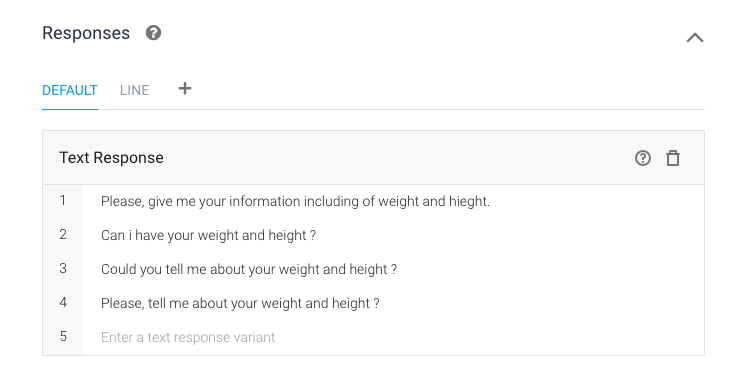 Responses
DEFAULT LINE
Text Response
1 Please, give me your information including of weight and hieght.
2 Can i have your weight and height ?
3 Could you tell me about your weight and height ?
4 Please, tell me about your weight and height ?
5 Enter a text response variant